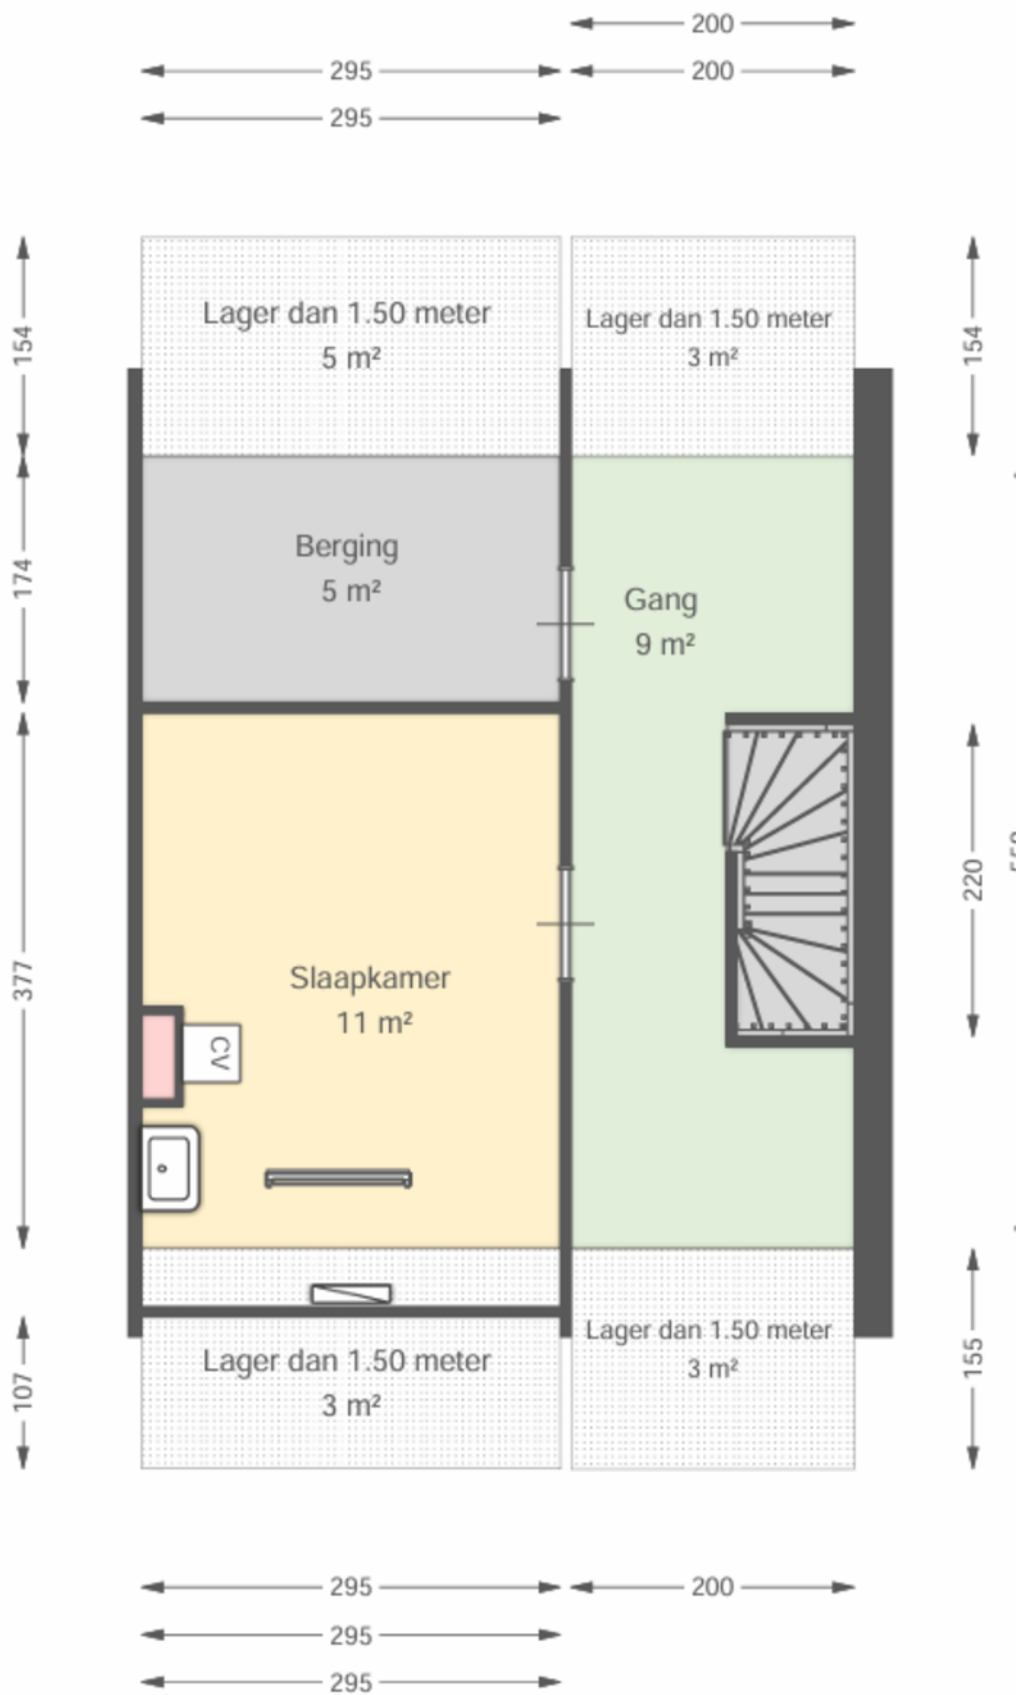 200
295
200
295
Lager dan 1.50 meter
5 m²
Lager dan 1.50 meter
3 m²
154
154
Berging
5 m²
174
Gang
9 m²
220
Slaapkamer
11 m²
377
CV
Lager dan 1.50 meter
3 m²
Lager dan 1.50 meter
3 m²
107
155
295
200
295
295